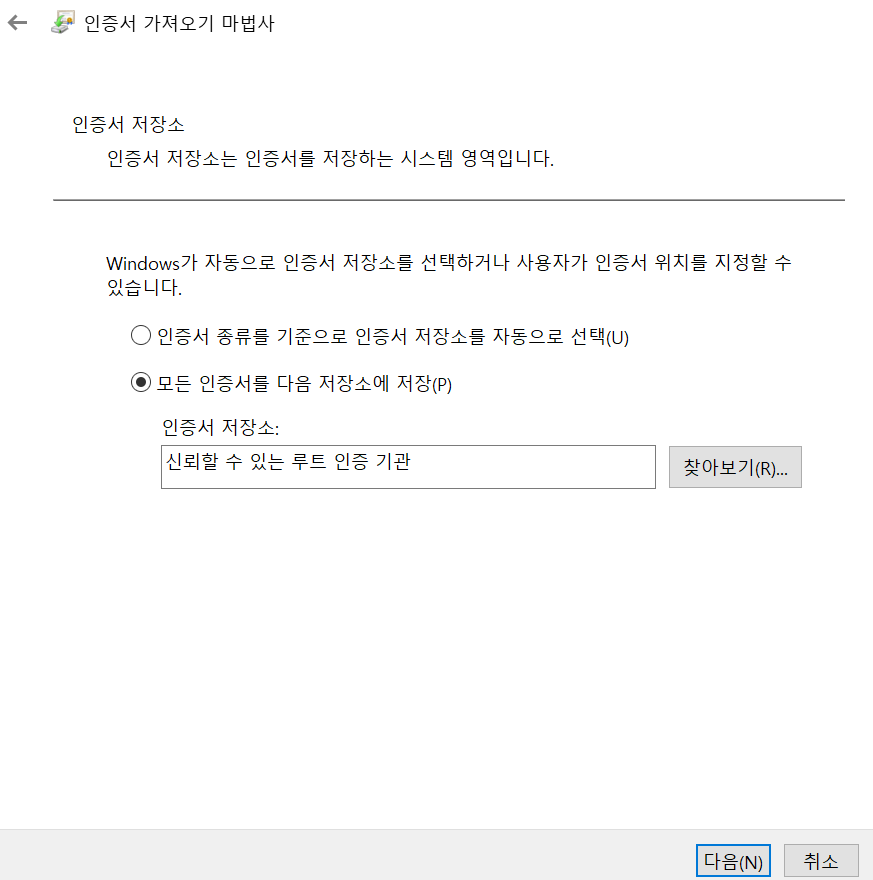 인증서 가져오기 마법사
인증서 저장소
인증서 저장소는 인증서를 저장하는 시스템 영역입니다.
Windows가 자동으로 인증서 저장소를 선택하거나 사용자가 인증서 위치를 지정할 수
있습니다.
인증서 종류를 기준으로 인증서 저장소를 자동으로 선택(U)
모든 인증서를 다음 저장소에 저장(P)
인증서 저장소:
신뢰할 수 있는 루트 인증 기관
찾아보기(R)...
다음(N)
취소